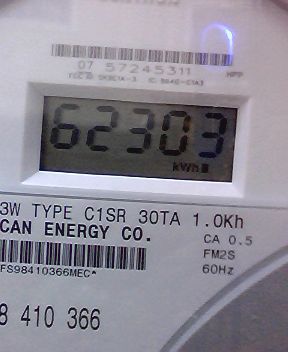 07 57245311 HPP
62303
kWh
3W TYPE C1SR 30TA 1.0Kh
CAN ENERGY CO.
CA 0.5
FM2S
FS98410366MEC*
60Hz
8 410 366